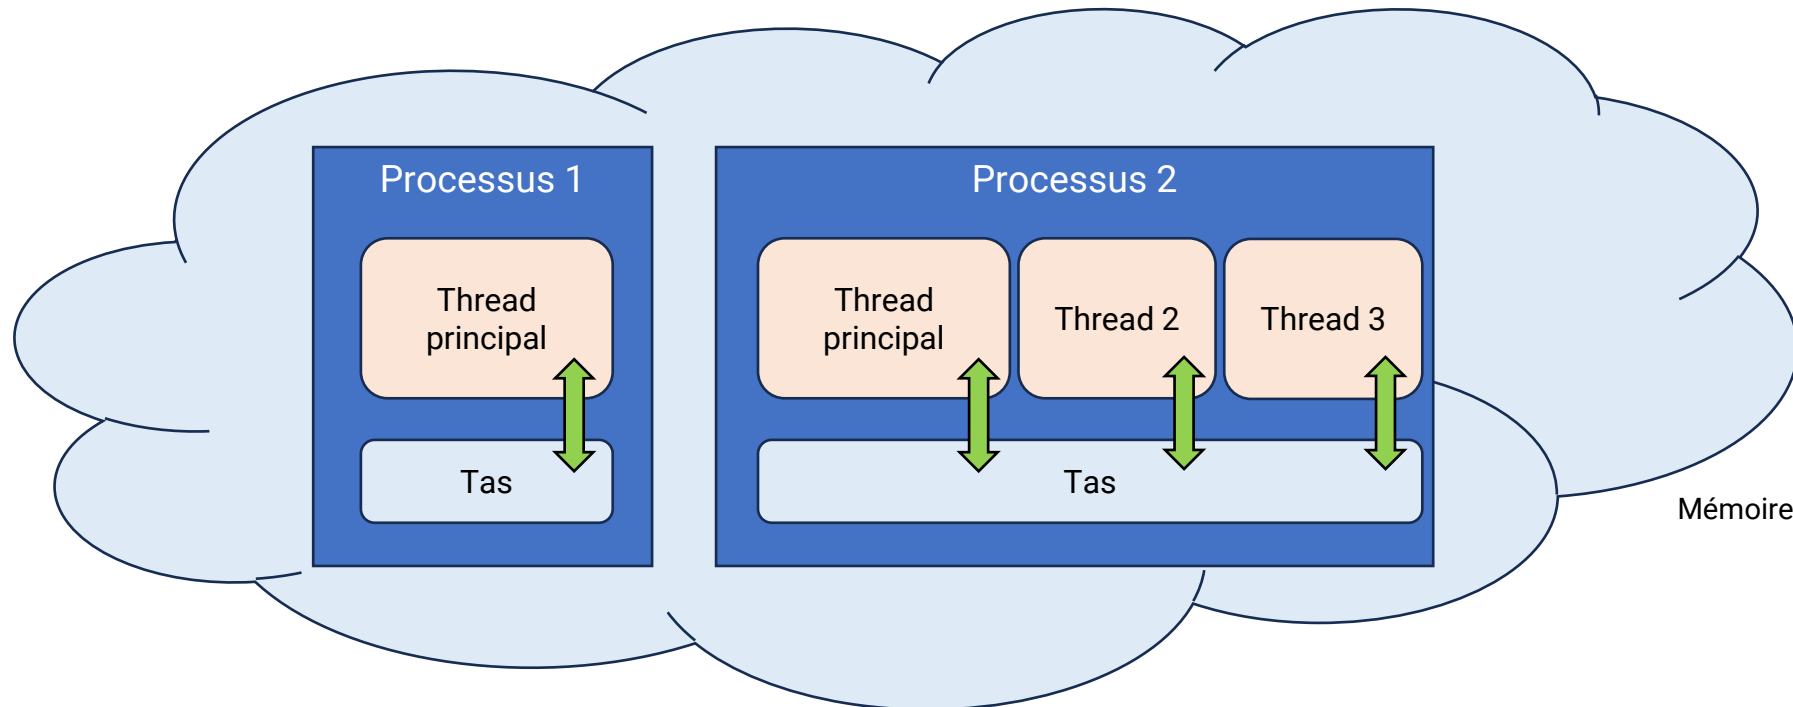 Processus 1
Thread
principal
Tas
Processus 2
Thread
principal
Thread 2
Thread 3
Tas
Mémoire